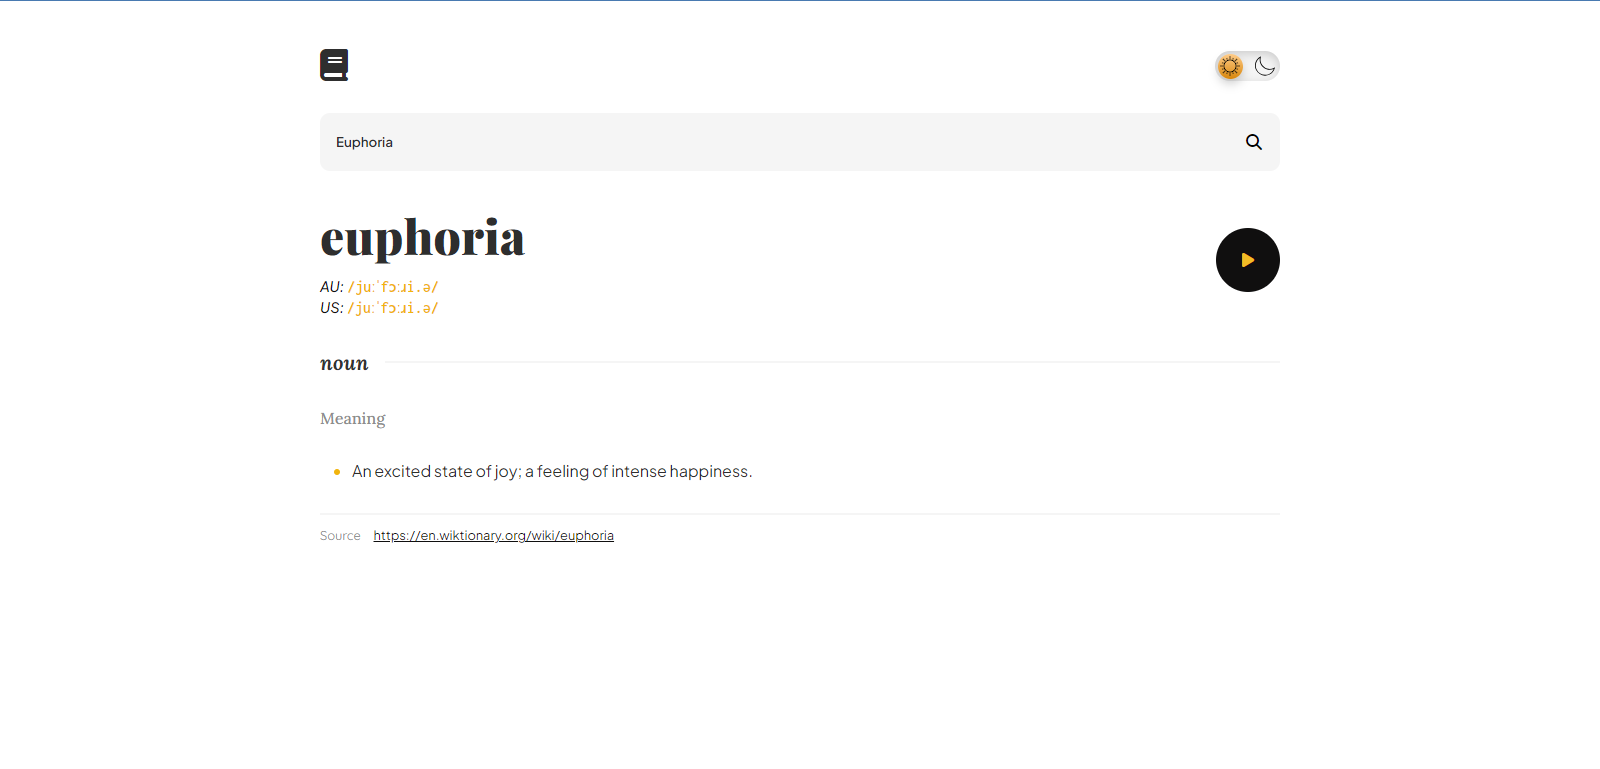 Euphoria
euphoria
AU: /juːˈfɔːɹi.ə/
US: /juːˈfɔːɹi.ə/
noun
Meaning
An excited state of joy; a feeling of intense happiness.
Source https://en.wiktionary.org/wiki/euphoria